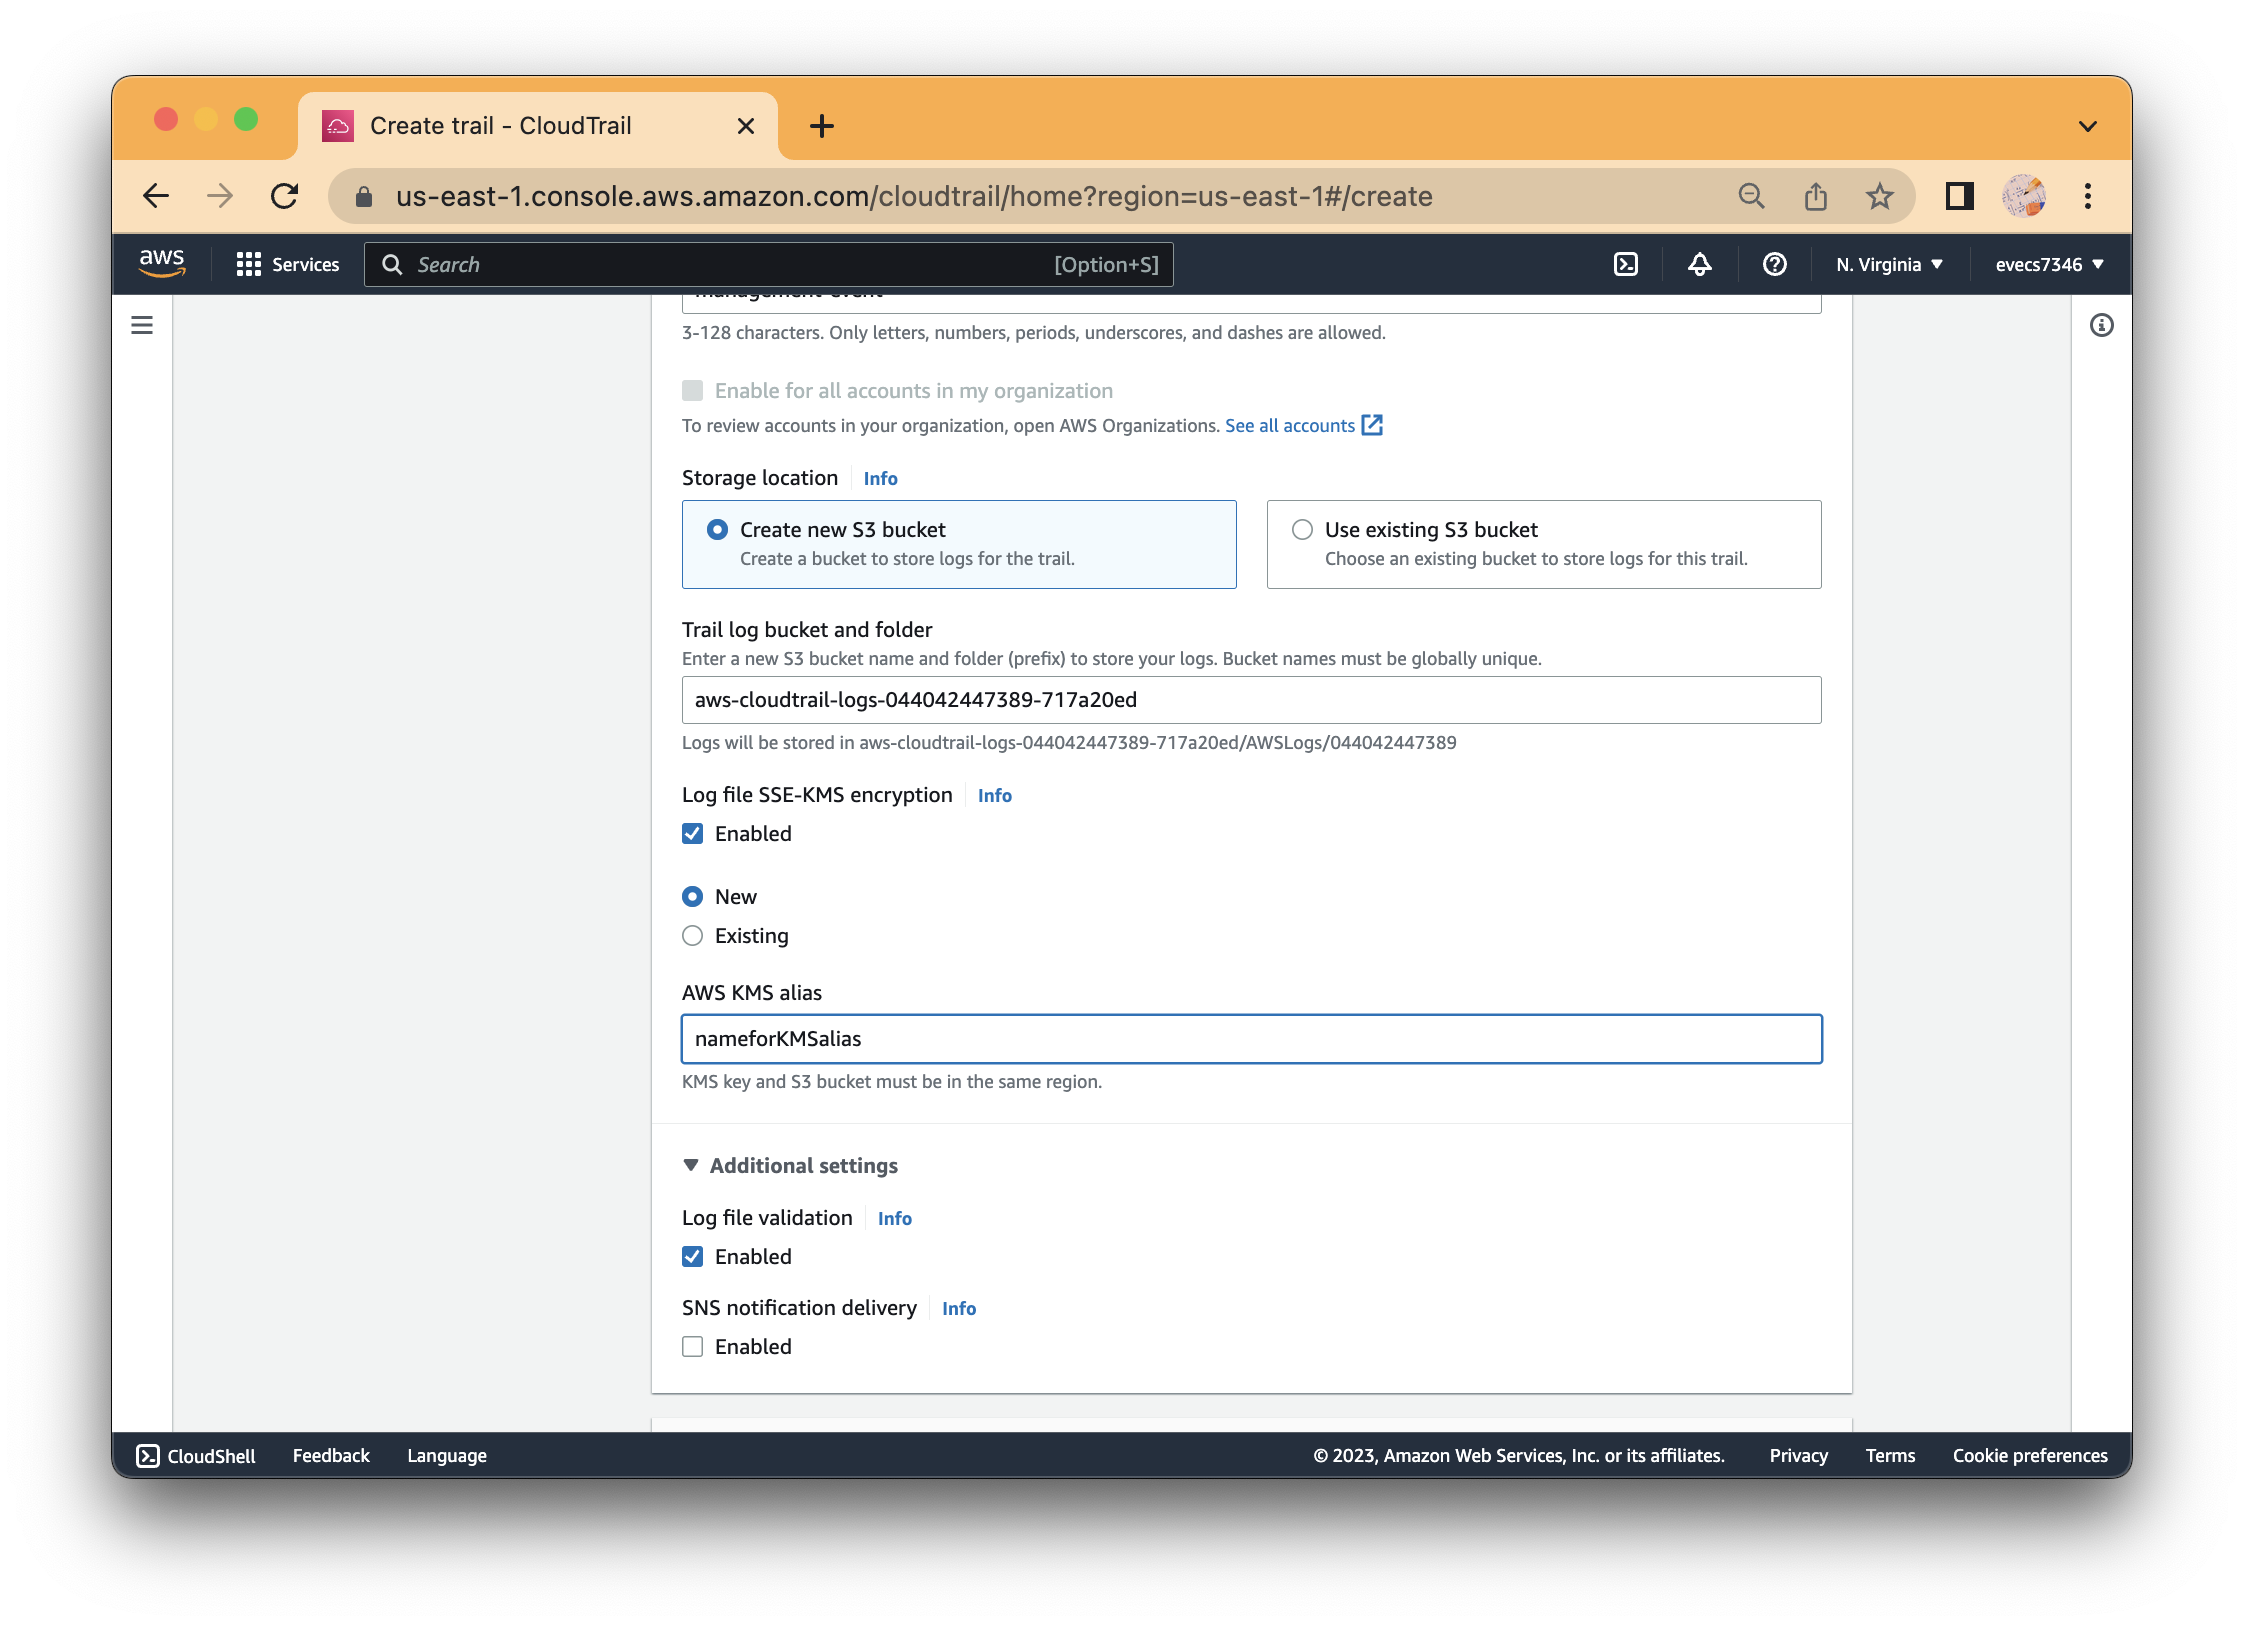 Create trail - CloudTrail
us-east-1.console.aws.amazon.com/cloudtrail/home?region=us-east-1#/create
aws
Services
Search
[Option+S]
N. Virginia
evecs7346
management-event
3-128 characters. Only letters, numbers, periods, underscores, and dashes are allowed.
Enable for all accounts in my organization
To review accounts in your organization, open AWS Organizations. See all accounts
Storage location
Info
Create new S3 bucket
Create a bucket to store logs for the trail.
Use existing S3 bucket
Choose an existing bucket to store logs for this trail.
Trail log bucket and folder
Enter a new S3 bucket name and folder (prefix) to store your logs. Bucket names must be globally unique.
aws-cloudtrail-logs-044042447389-717a20ed
Logs will be stored in aws-cloudtrail-logs-044042447389-717a20ed/AWSLogs/044042447389
Log file SSE-KMS encryption
Info
Enabled
New
Existing
AWS KMS alias
nameforKMSalias
KMS key and S3 bucket must be in the same region.
Additional settings
Log file validation
Info
Enabled
SNS notification delivery
Info
Enabled
CloudShell
Feedback
Language
© 2023, Amazon Web Services, Inc. or its affiliates.
Privacy
Terms
Cookie preferences